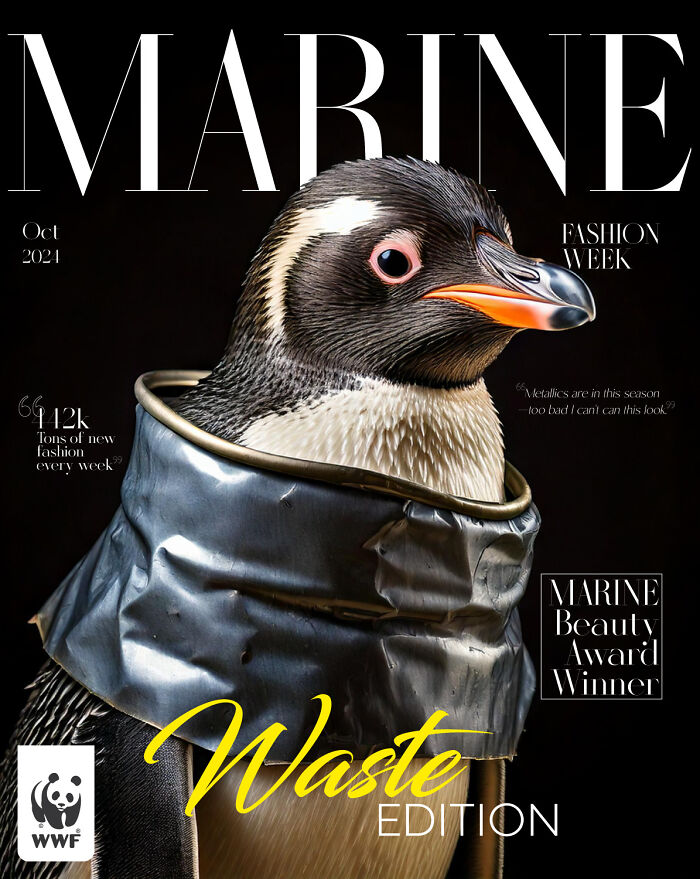 MARINE
Oct
2024
FASHION
WEEK
“Metallics are in this season
—too bad I can't can this look”
“142k
Tons of new
fashion
every week”
MARINE
Beauty
Award
Winner
Waste
EDITION
WWF